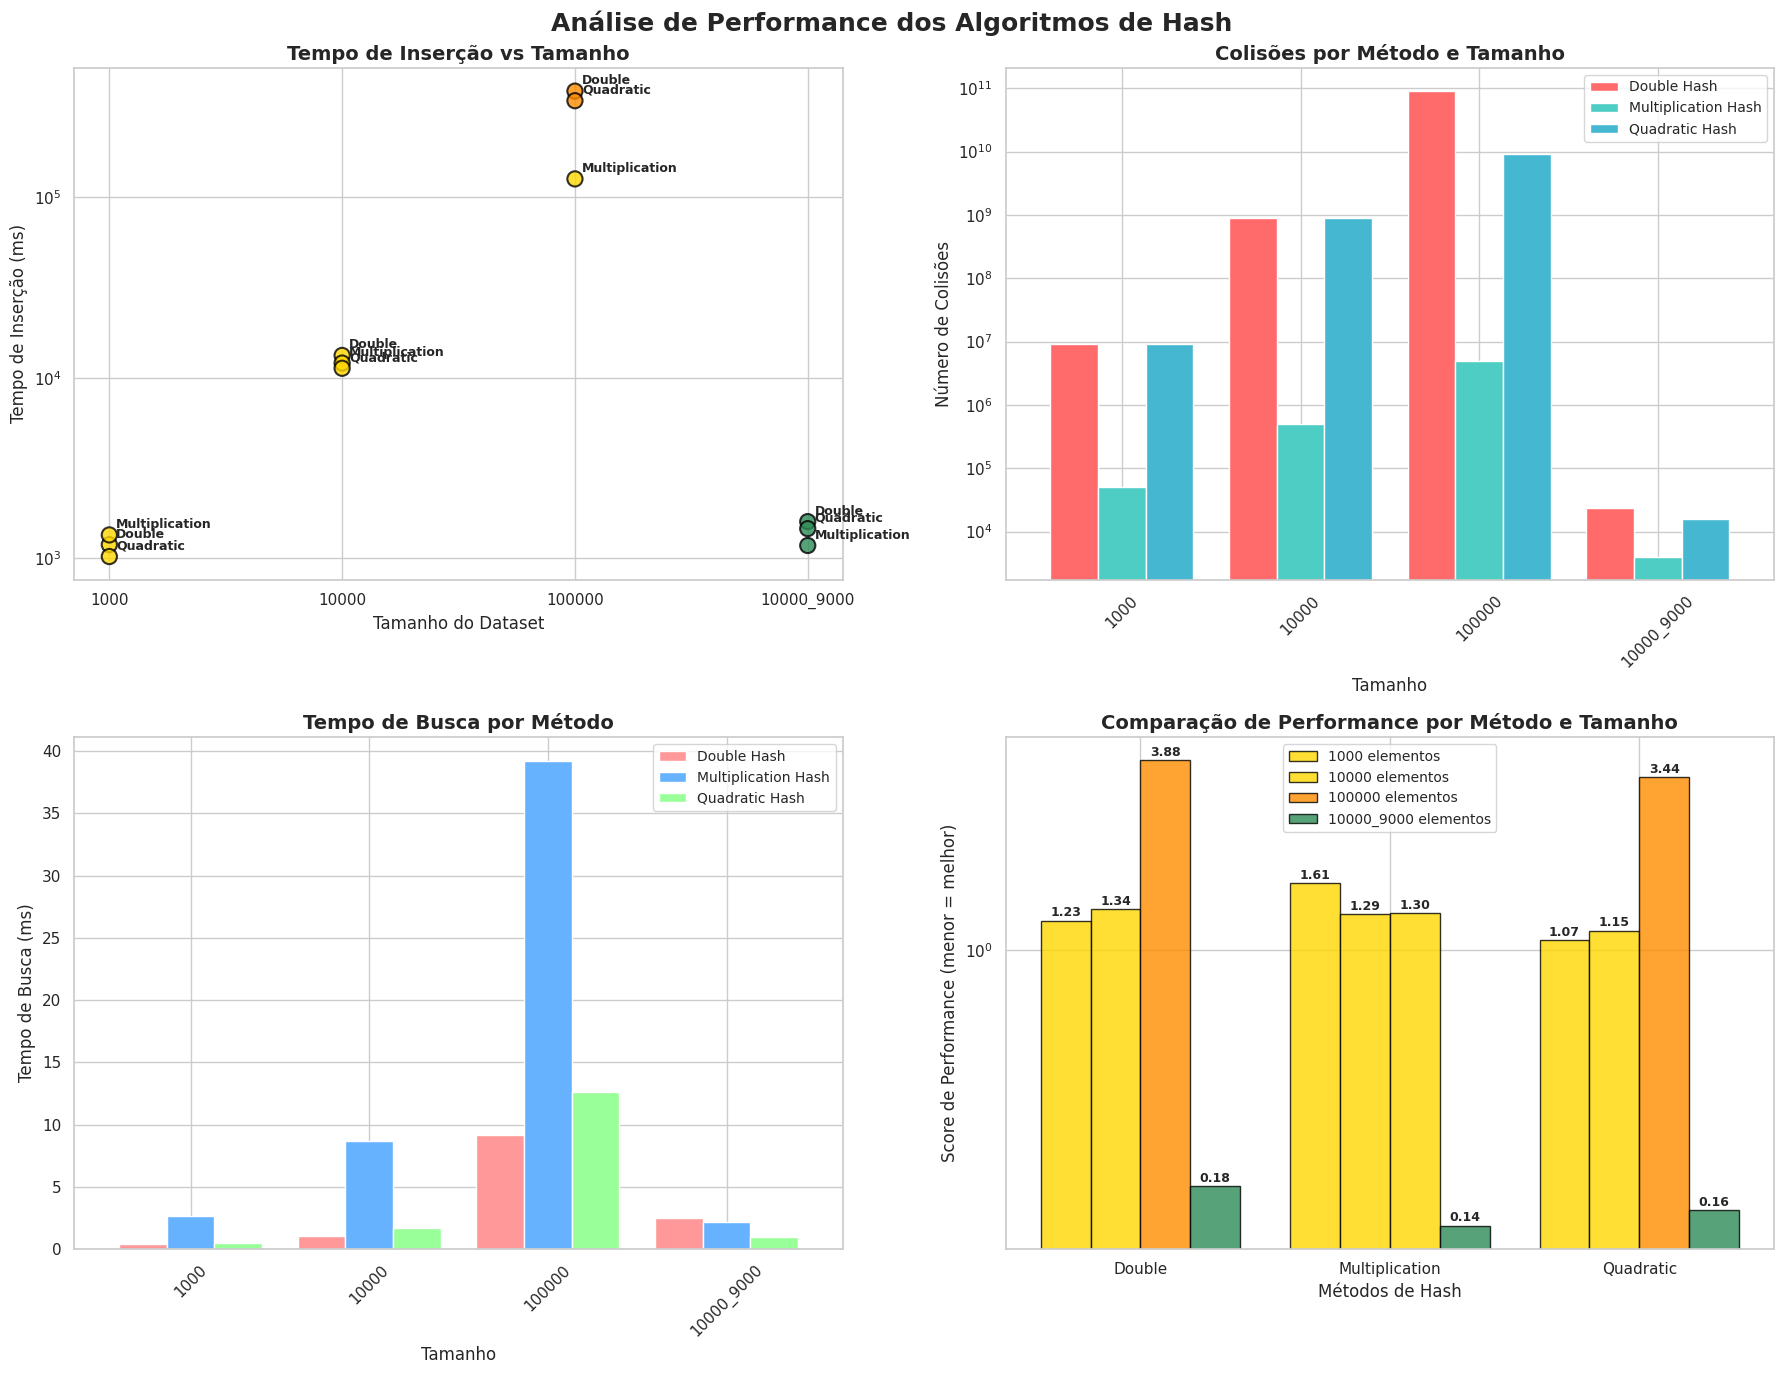 Análise de Performance dos Algoritmos de Hash
Tempo de Inserção vs Tamanho
Tempo de Inserção (ms)
10⁵
10⁴
10³
Double
Quadratic
Multiplication
Double
Multiplication
Quadratic
Multiplication
Double
Quadratic
Double
Quadratic
Multiplication
1000
10000
100000
10000_9000
Tamanho do Dataset
Colisões por Método e Tamanho
Número de Colisões
10¹¹
10¹⁰
10⁹
10⁸
10⁷
10⁶
10⁵
10⁴
Double Hash
Multiplication Hash
Quadratic Hash
1000
10000
100000
10000_9000
Tamanho
Tempo de Busca por Método
Tempo de Busca (ms)
40
35
30
25
20
15
10
5
0
Double Hash
Multiplication Hash
Quadratic Hash
1000
10000
100000
10000_9000
Tamanho
Comparação de Performance por Método e Tamanho
Score de Performance (menor = melhor)
10⁰
1000 elementos
10000 elementos
100000 elementos
10000_9000 elementos
1.23
1.34
3.88
0.18
1.61
1.29
1.30
0.14
1.07
1.15
3.44
0.16
Double
Multiplication
Quadratic
Métodos de Hash